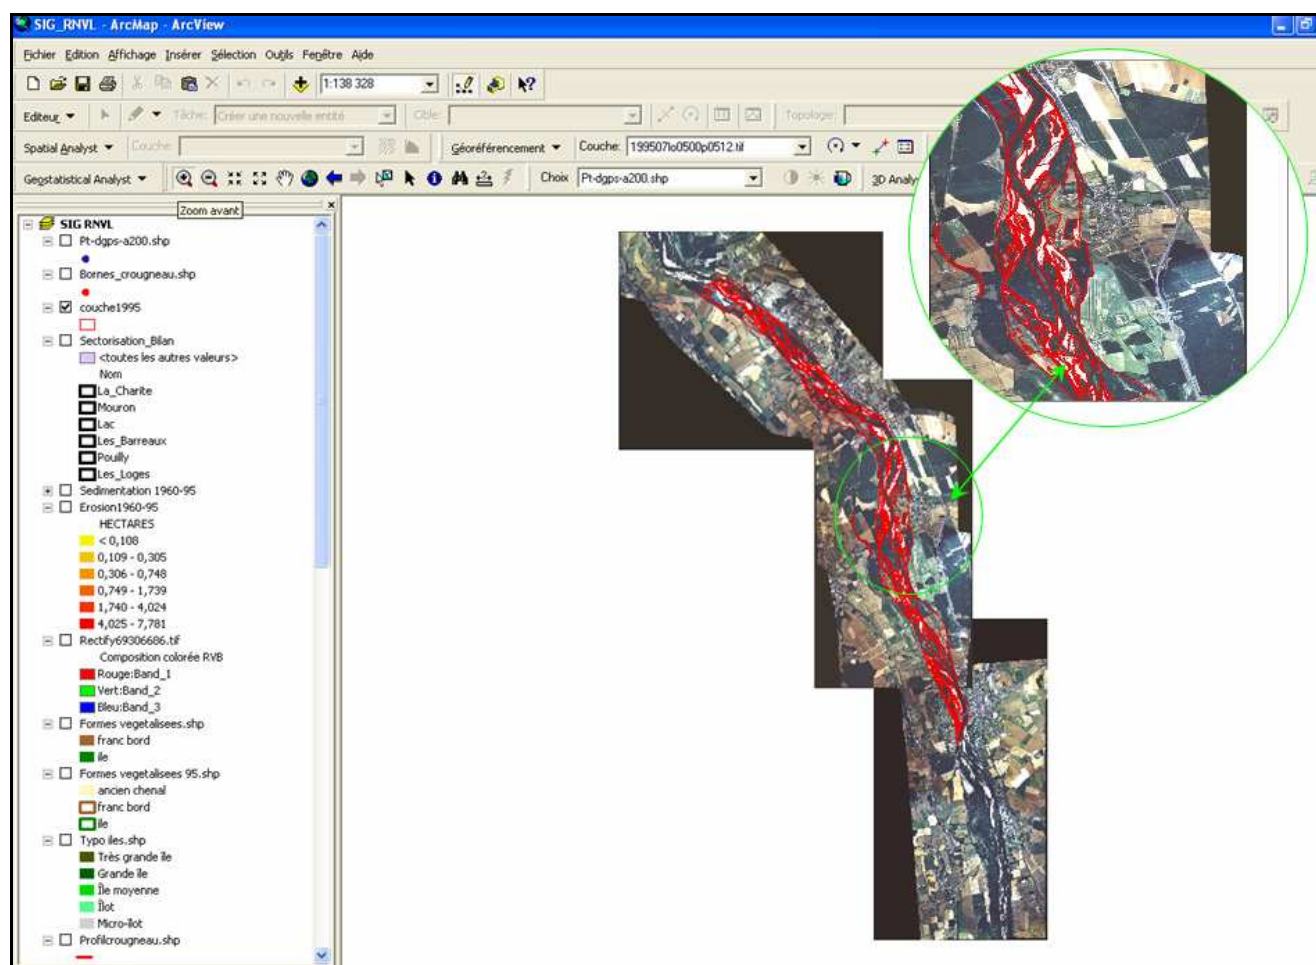 SIG_RNVL - ArcMap - ArcView
Fichier Edition Affichage Insérer Sélection Outils Fenêtre Aide
1:138 328
Editeur Tâche: Créer une nouvelle entité Cible: Topologie:
Spatial Analyst Couche: Géoréférencement Couche: 199507lo0500p0512.tif
Geostatistical Analyst Choix Pt-dgps-a200.shp 3D Analy
Zoom avant
SIG RNVL
Pt-dgps-a200.shp
Bornes_crougneau.shp
couche1995
Sectorisation_Bilan
<toutes les autres valeurs>
Nom
La_Charite
Mouron
Lac
Les_Barreaux
Pouilly
Les_Loges
Sedimentation 1960-95
Erosion1960-95
HECTARES
< 0,108
0,109 - 0,305
0,306 - 0,748
0,749 - 1,739
1,740 - 4,024
4,025 - 7,781
Rectify69306686.tif
Composition colorée RVB
Rouge:Band_1
Vert:Band_2
Bleu:Band_3
Formes vegetalisees.shp
franc bord
ile
Formes vegetalisees 95.shp
ancien chenal
franc bord
ile
Typo iles.shp
Très grande île
Grande île
Île moyenne
Îlot
Micro-îlot
Profilcrougneau.shp